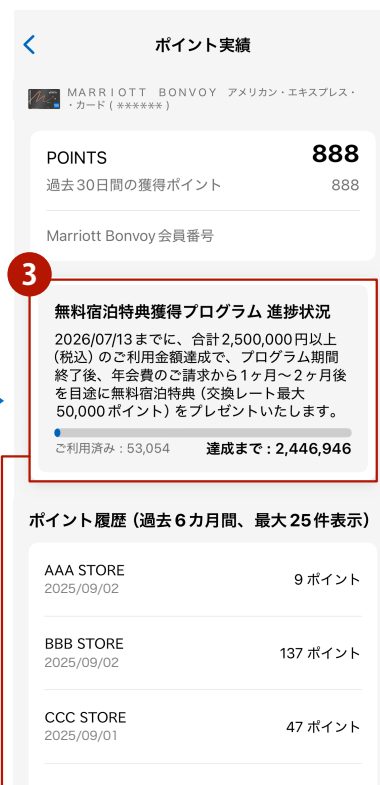 ポイント実績
MARRIOTT BONVOY アメリカン・エキスプレス・
・カード ( ****** )
POINTS 888
過去30日間の獲得ポイント 888
Marriott Bonvoy 会員番号
3
無料宿泊特典獲得プログラム 進捗状況
2026/07/13までに、合計2,500,000円以上
(税込) のご利用金額達成で、プログラム期間
終了後、年会費のご請求から1ヶ月〜2ヶ月後
を目途に無料宿泊特典 (交換レート最大
50,000ポイント) をプレゼントいたします。
ご利用済み : 53,054 達成まで : 2,446,946
ポイント履歴 (過去6カ月間、最大25件表示)
AAA STORE
2025/09/02
9 ポイント
BBB STORE
2025/09/02
137 ポイント
CCC STORE
2025/09/01
47 ポイント